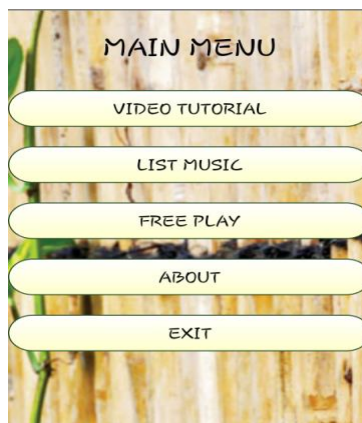 MAIN MENU
VIDEO TUTORIAL
LIST MUSIC
FREE PLAY
ABOUT
EXIT